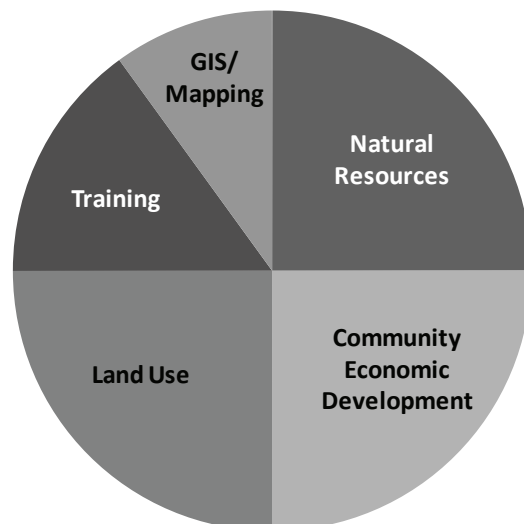 GIS/
Mapping
Natural
Resources
Training
Land Use
Community
Economic
Development